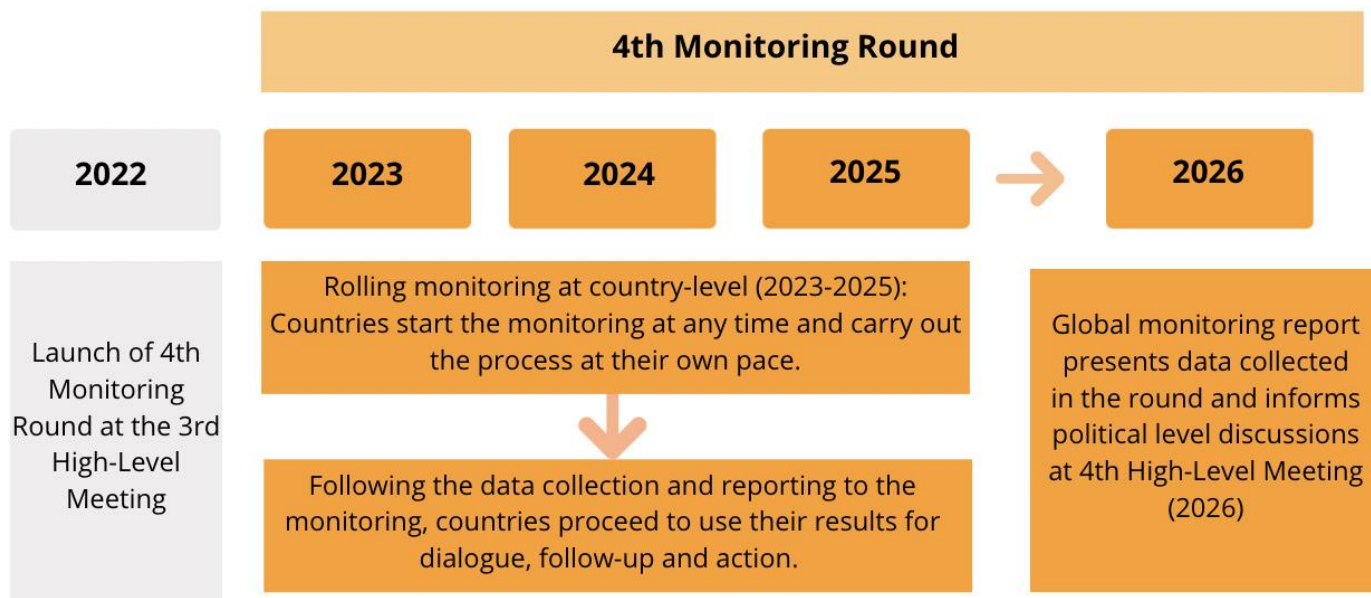 4th Monitoring Round
2022
2023
2024
2025
2026
Launch of 4th
Monitoring
Round at the 3rd
High-Level
Meeting
Rolling monitoring at country-level (2023-2025):
Countries start the monitoring at any time and carry out
the process at their own pace.
Following the data collection and reporting to the
monitoring, countries proceed to use their results for
dialogue, follow-up and action.
Global monitoring report
presents data collected
in the round and informs
political level discussions
at 4th High-Level Meeting
(2026)